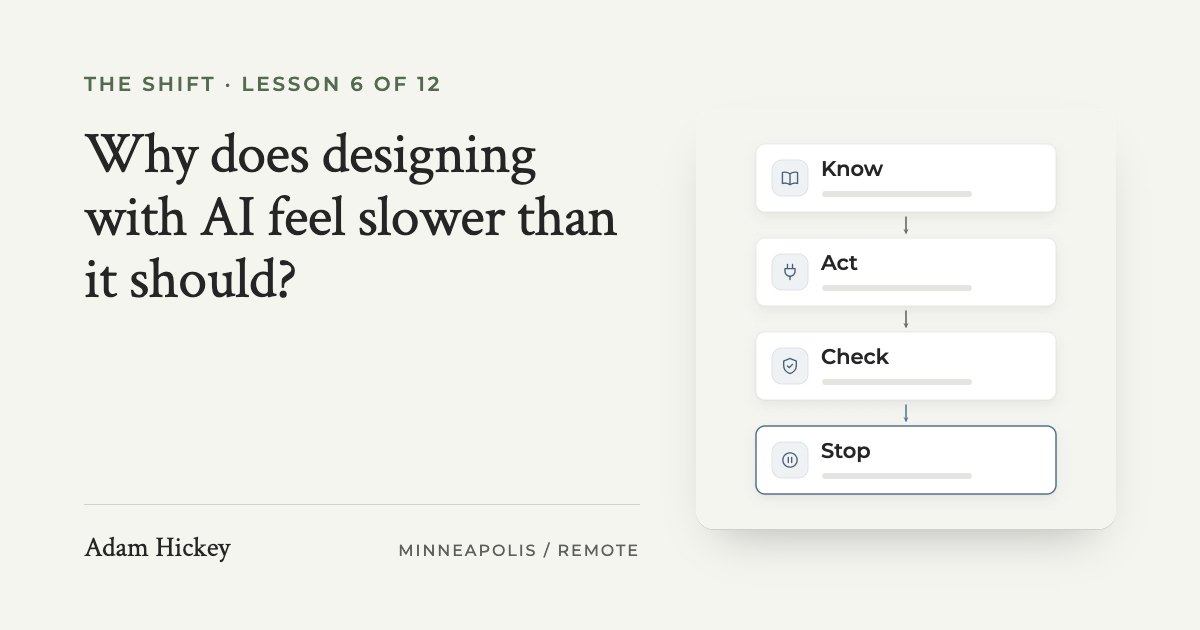 THE SHIFT · LESSON 6 OF 12
Why does designing
with AI feel slower than
it should?
Adam Hickey
MINNEAPOLIS / REMOTE
Know
Act
Check
Stop